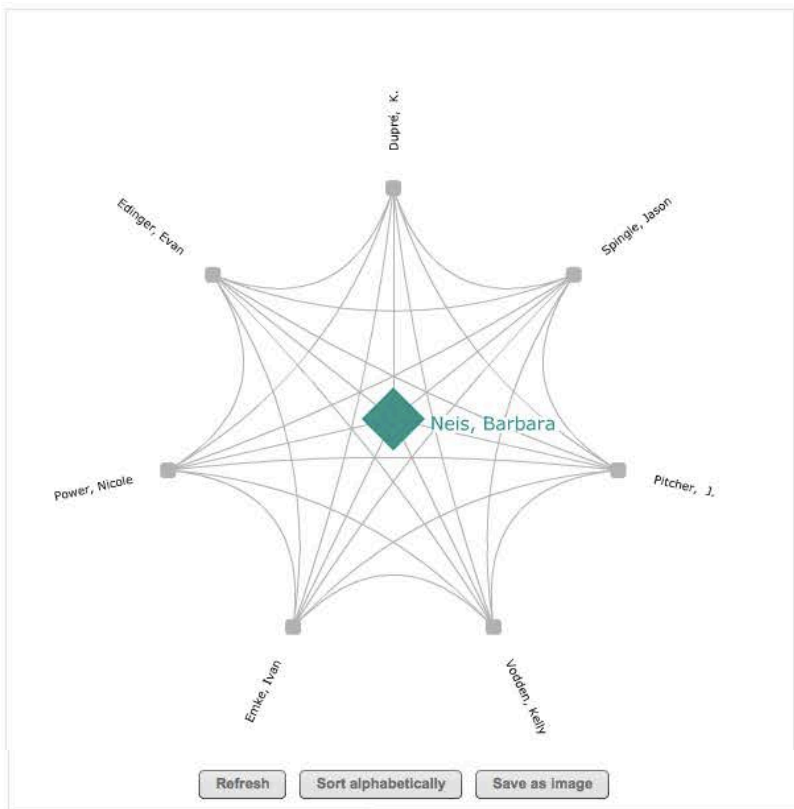 Dupré, K.
Edinger, Evan
Spingle, Jason
Neis, Barbara
Power, Nicole
Pitcher, J.
Emke, Ivan
Vodden, Kelly
Refresh
Sort alphabetically
Save as image